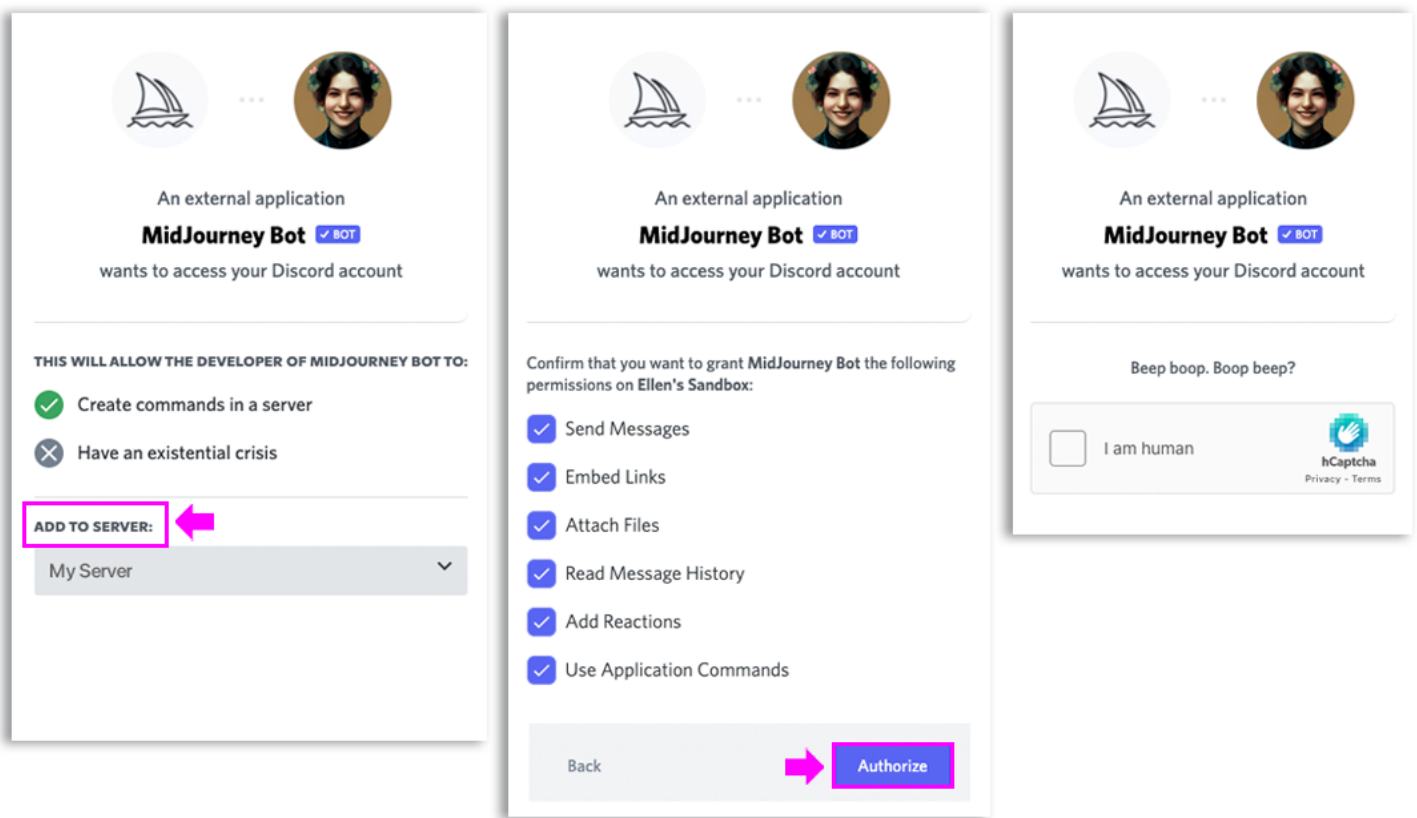 An external application
MidJourney Bot ✓ BOT
wants to access your Discord account
THIS WILL ALLOW THE DEVELOPER OF MIDJOURNEY BOT TO:
Create commands in a server
Have an existential crisis
ADD TO SERVER:
My Server
An external application
MidJourney Bot ✓ BOT
wants to access your Discord account
Confirm that you want to grant MidJourney Bot the following
permissions on Ellen's Sandbox:
Send Messages
Embed Links
Attach Files
Read Message History
Add Reactions
Use Application Commands
Back
Authorize
An external application
MidJourney Bot ✓ BOT
wants to access your Discord account
Beep boop. Boop beep?
I am human
hCaptcha
Privacy - Terms